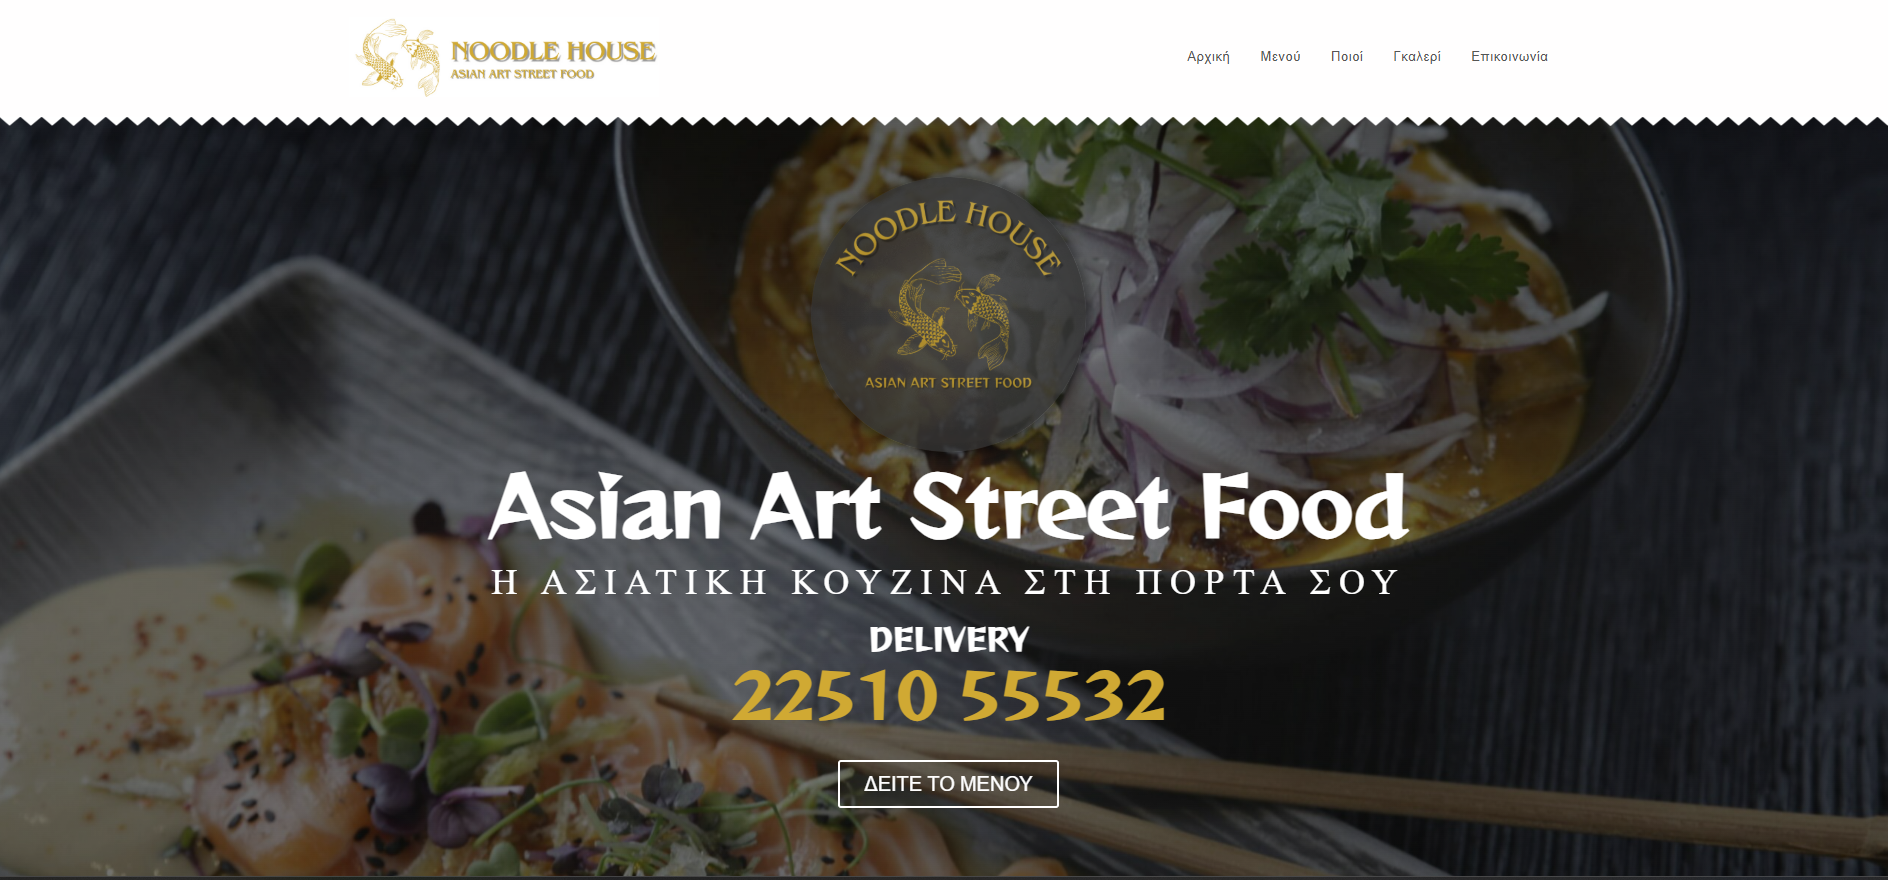 NOODLE HOUSE
ASIAN ART STREET FOOD
Αρχική Μενού Ποιοί Γκαλερί Επικοινωνία
NOODLE HOUSE
ASIAN ART STREET FOOD
Asian Art Street Food
Η ΑΣΙΑΤΙΚΗ ΚΟΥΖΙΝΑ ΣΤΗ ΠΟΡΤΑ ΣΟΥ
DELIVERY
22510 55532
ΔΕΙΤΕ ΤΟ ΜΕΝΟΥ